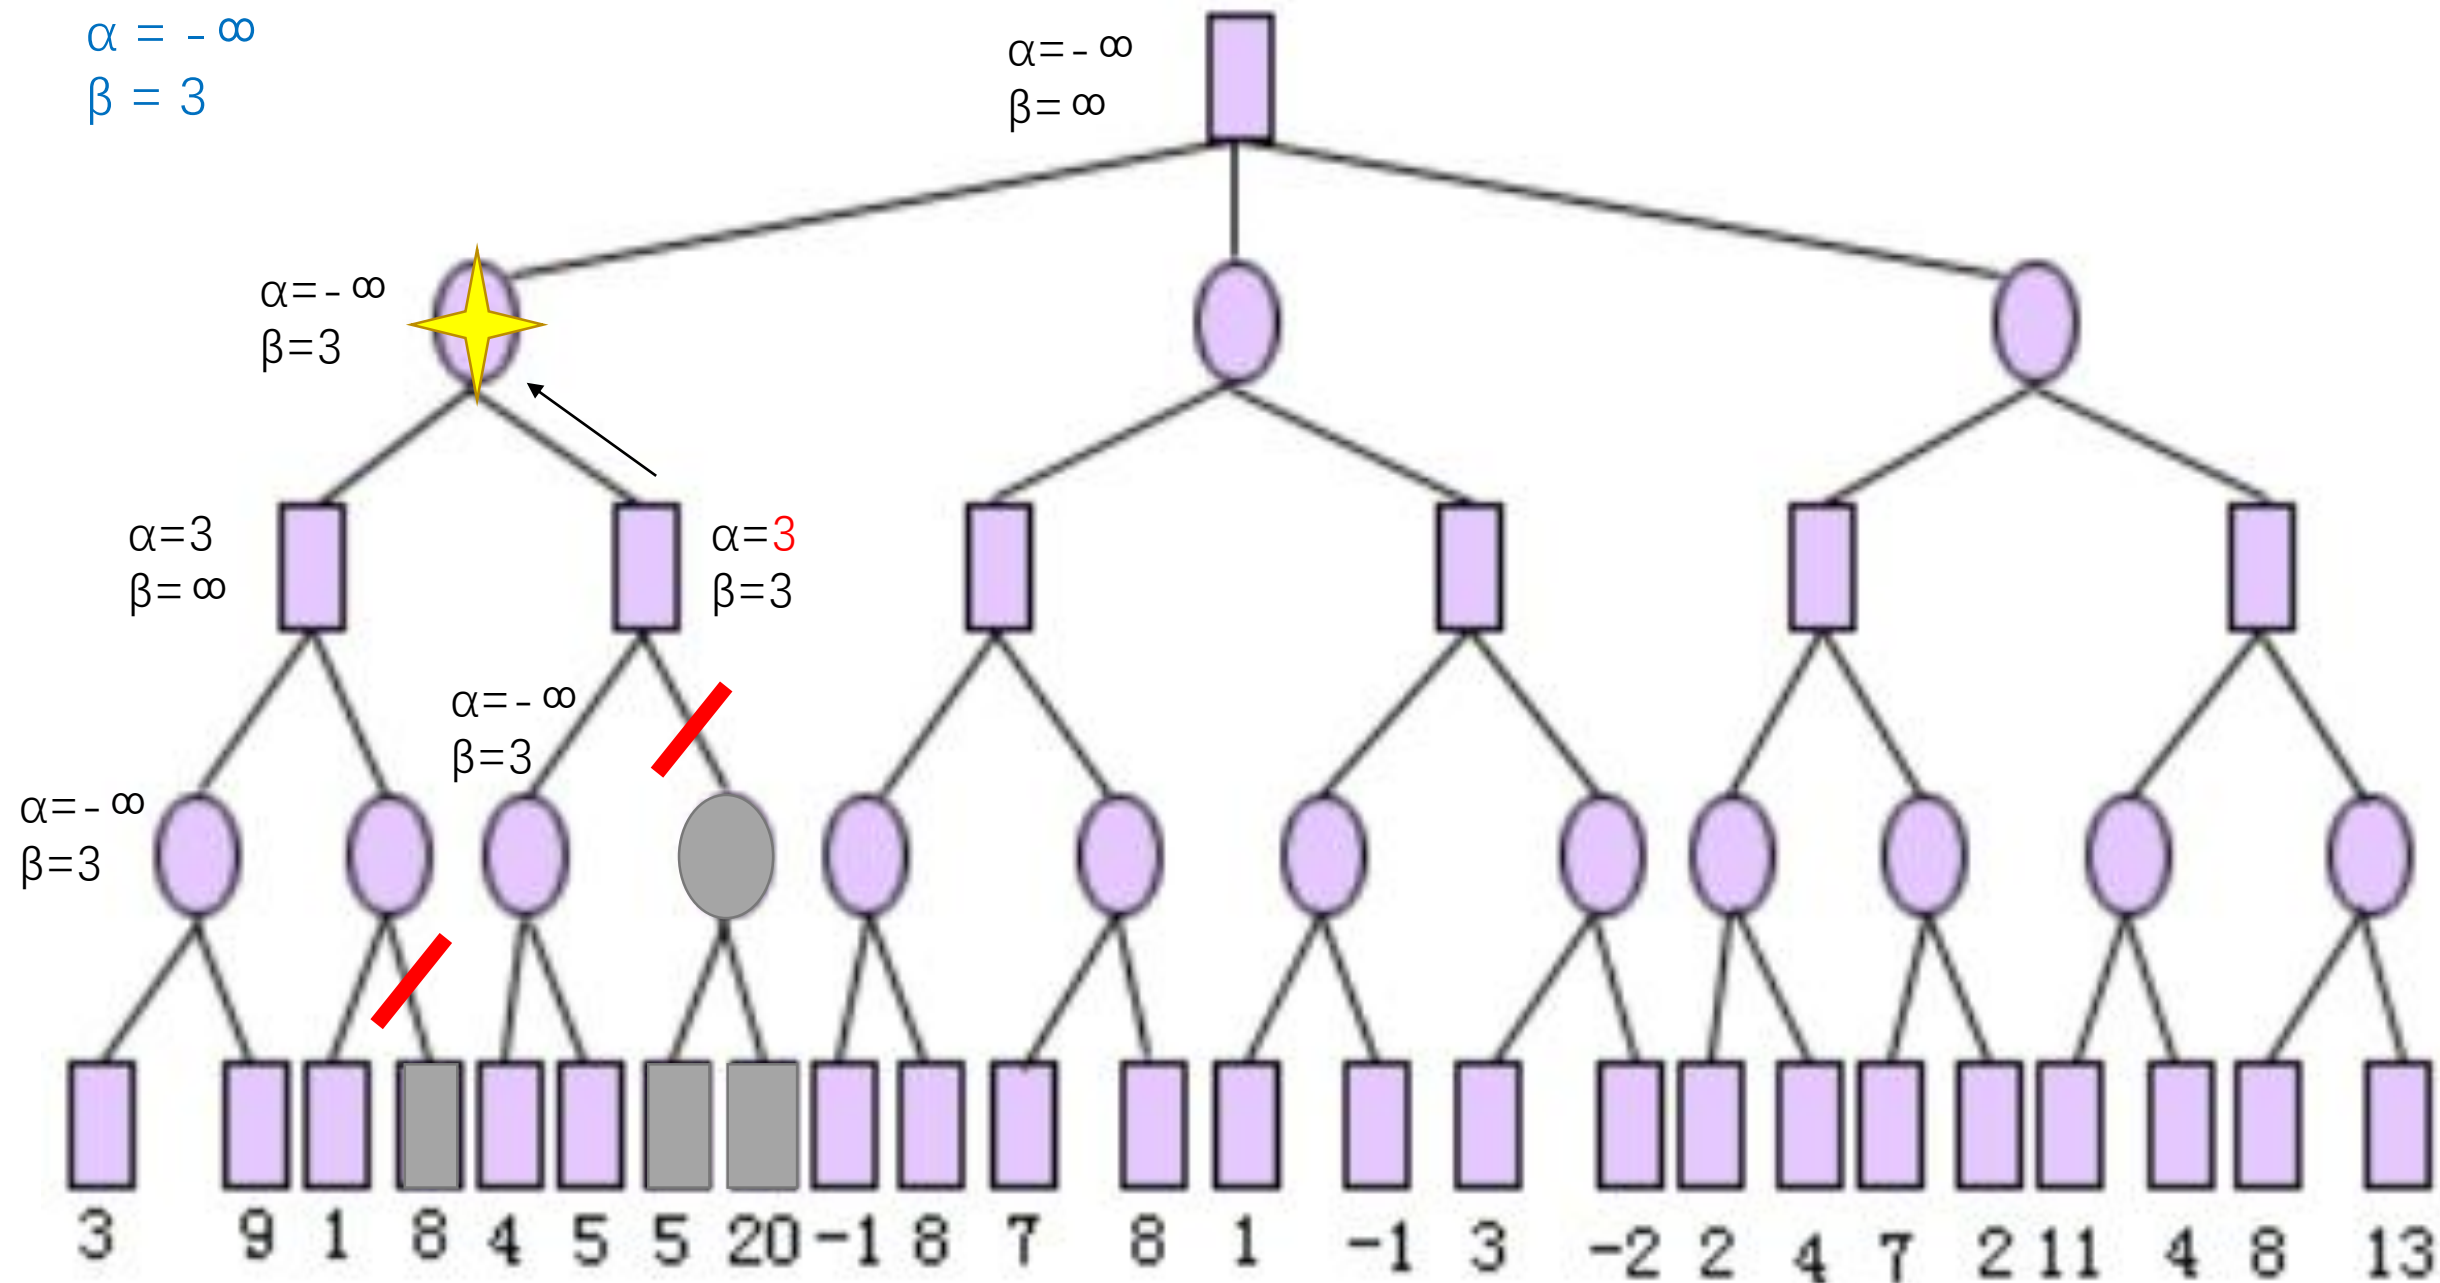 α = -∞
β = 3
α=-∞
β=∞
α=-∞
β=3
α=3
β=∞
α=3
β=3
α=-∞
β=3
α=-∞
β=3
3 9 1 8 4 5 5 20 -1 8 7 8 1 -1 3 -2 2 4 7 2 11 4 8 13